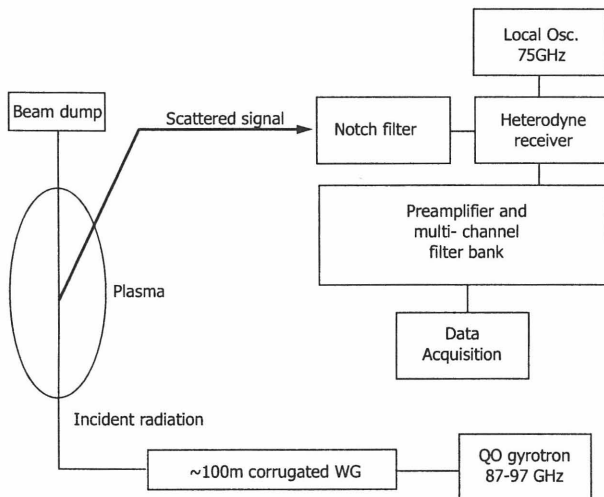 Local Osc.
75GHz
Beam dump
Scattered signal
Notch filter
Heterodyne
receiver
Preamplifier and
multi- channel
filter bank
Plasma
Data
Acquisition
Incident radiation
~100m corrugated WG
QO gyrotron
87-97 GHz